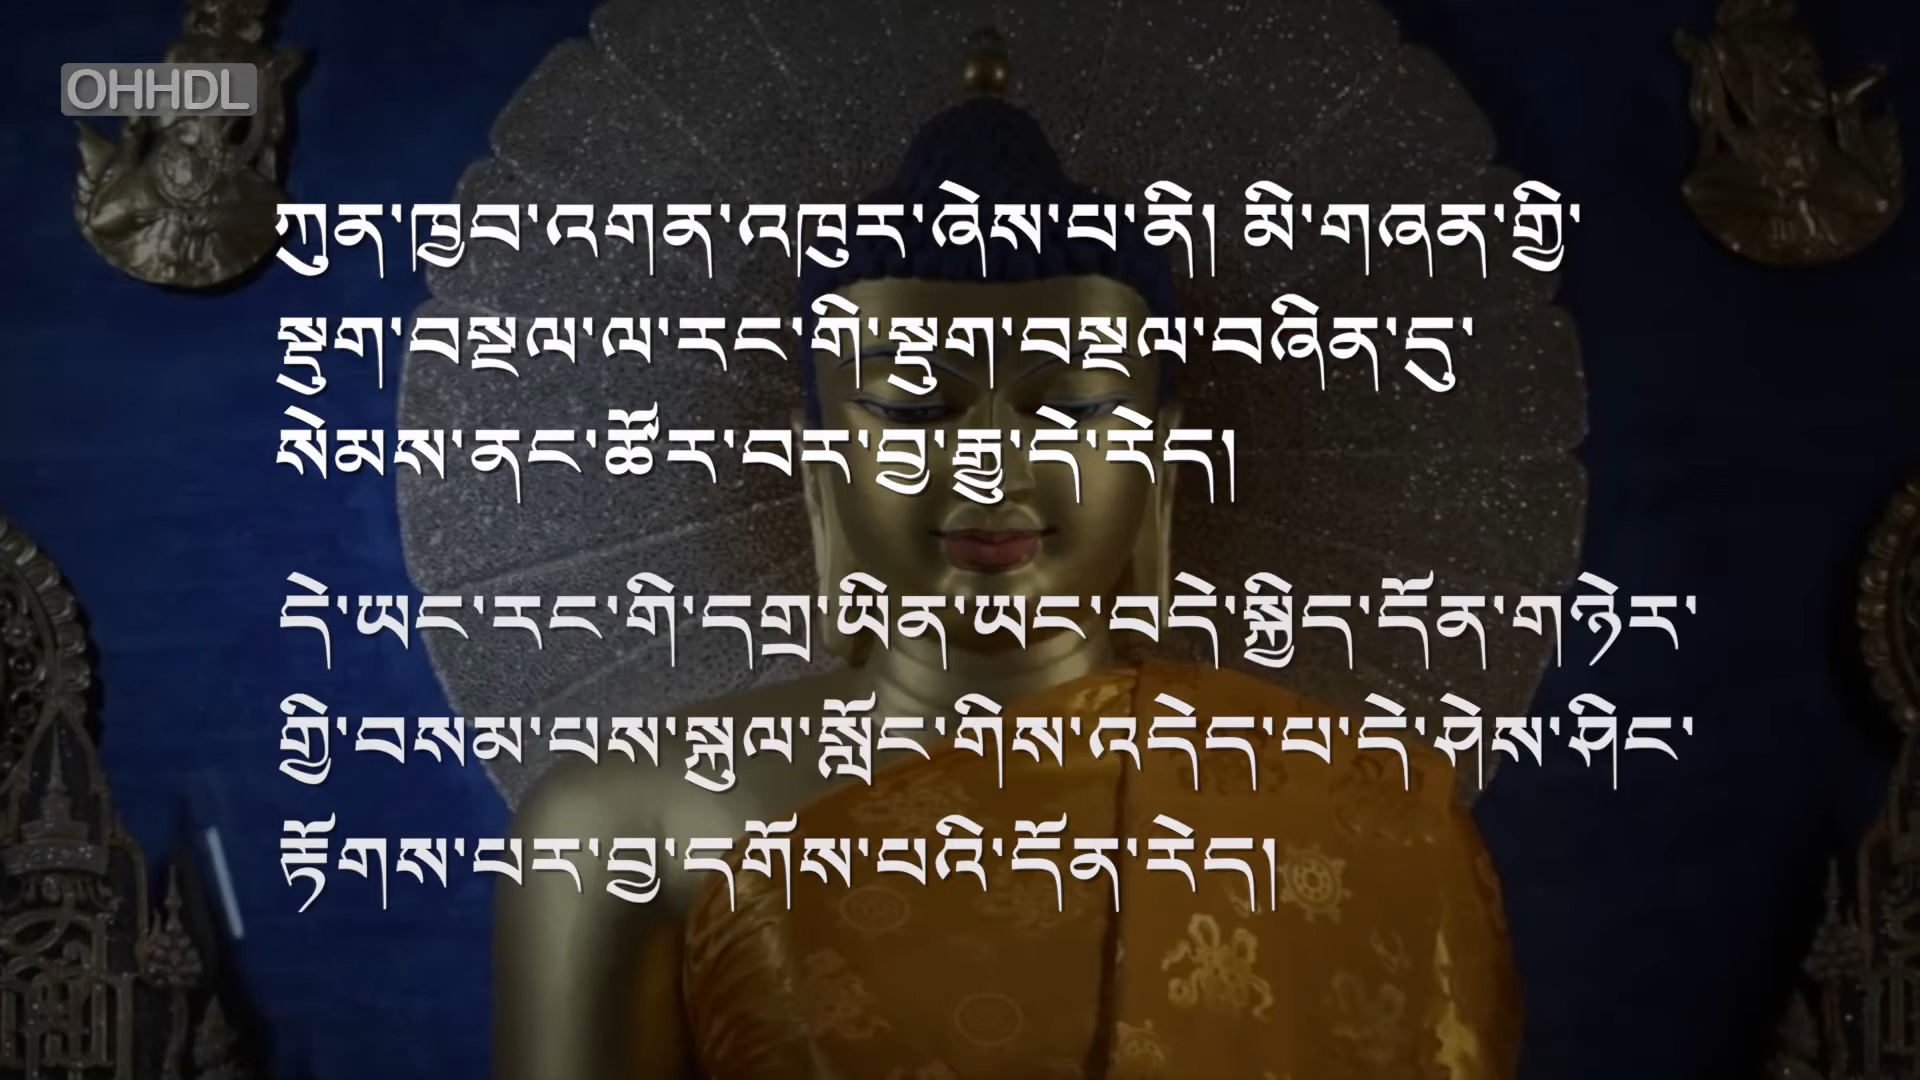 OHHDL
ཀུན་ཁྱབ་འགན་འཁུར་ཞེས་པ་ནི། མི་གཞན་གྱི་
སྡུག་བསྔལ་ལ་རང་གི་སྡུག་བསྔལ་བཞིན་དུ་
སེམས་ནང་ཚོར་བར་བྱ་རྒྱུ་དེ་རེད།
དེ་ཡང་རང་གི་དགྲ་ཡིན་ཡང་བདེ་སྐྱིད་དོན་གཉེར་
གྱི་བསམ་པས་སྐུལ་སློང་གིས་འདེད་པ་དེ་ཤེས་ཤིང་
རྟོགས་པར་བྱ་དགོས་པའི་དོན་རེད།